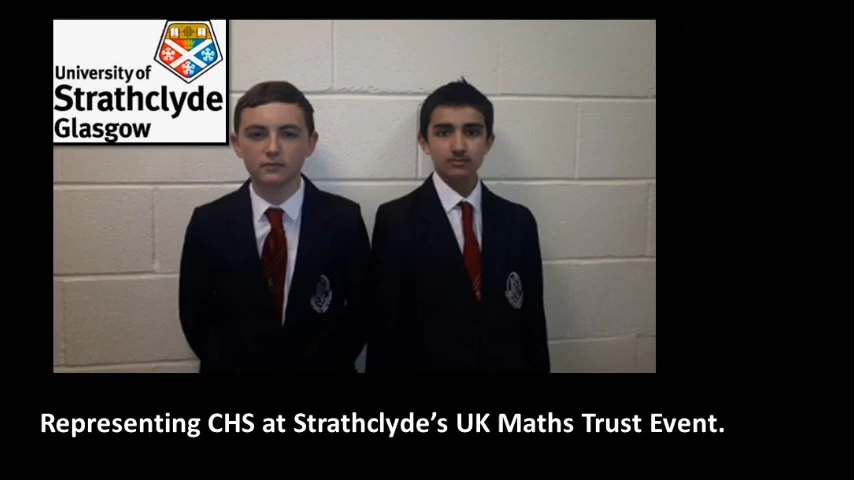 University of
Strathclyde
Glasgow
Representing CHS at Strathclyde’s UK Maths Trust Event.